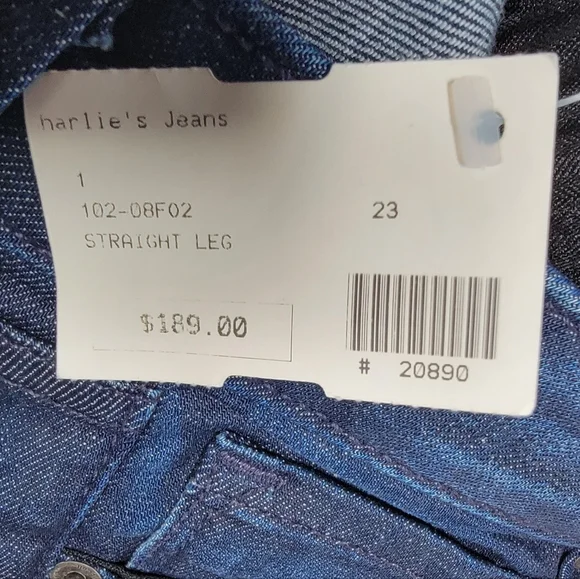 harlie's Jeans
1
102-08F02 23
STRAIGHT LEG
$189.00
# 20890